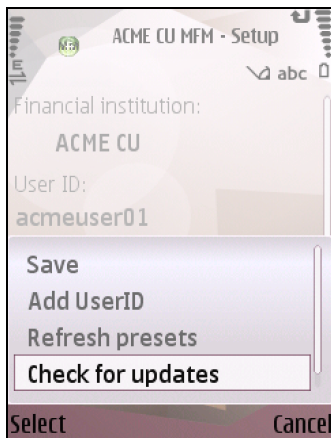 ACME CU MFM - Setup
abc
Financial institution:
ACME CU
User ID:
acmeuser01
Save
Add UserID
Refresh presets
Check for updates
Select Cancel